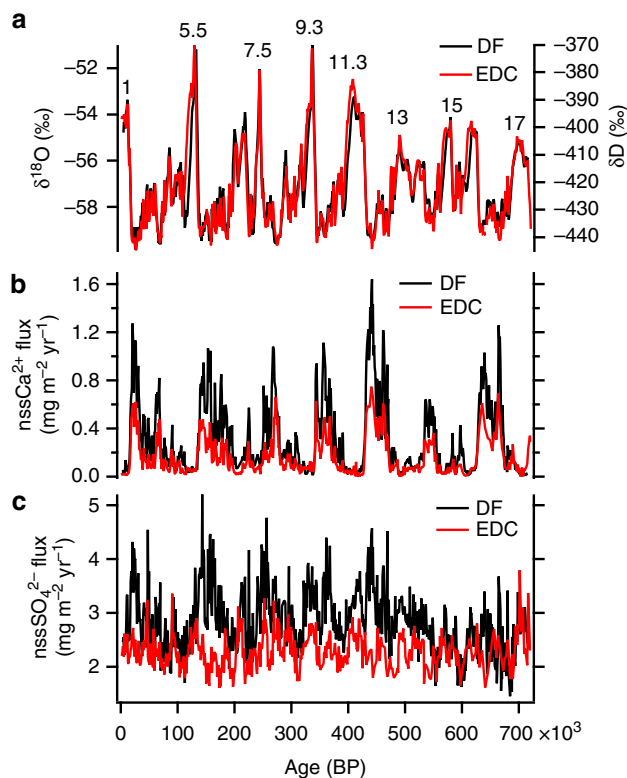 a
1
5.5
7.5
9.3
11.3
13
15
17
DF
EDC
−52
−54
−56
−58
δ¹⁸O (‰)
−370
−380
−390
−400
−410
−420
−430
−440
δD (‰)
b
DF
EDC
1.6
1.2
0.8
0.4
0.0
nssCa²⁺ flux
(mg m⁻² yr⁻¹)
c
DF
EDC
5
4
3
2
nssSO₄²⁻ flux
(mg m⁻² yr⁻¹)
0 100 200 300 400 500 600 700 ×10³
Age (BP)